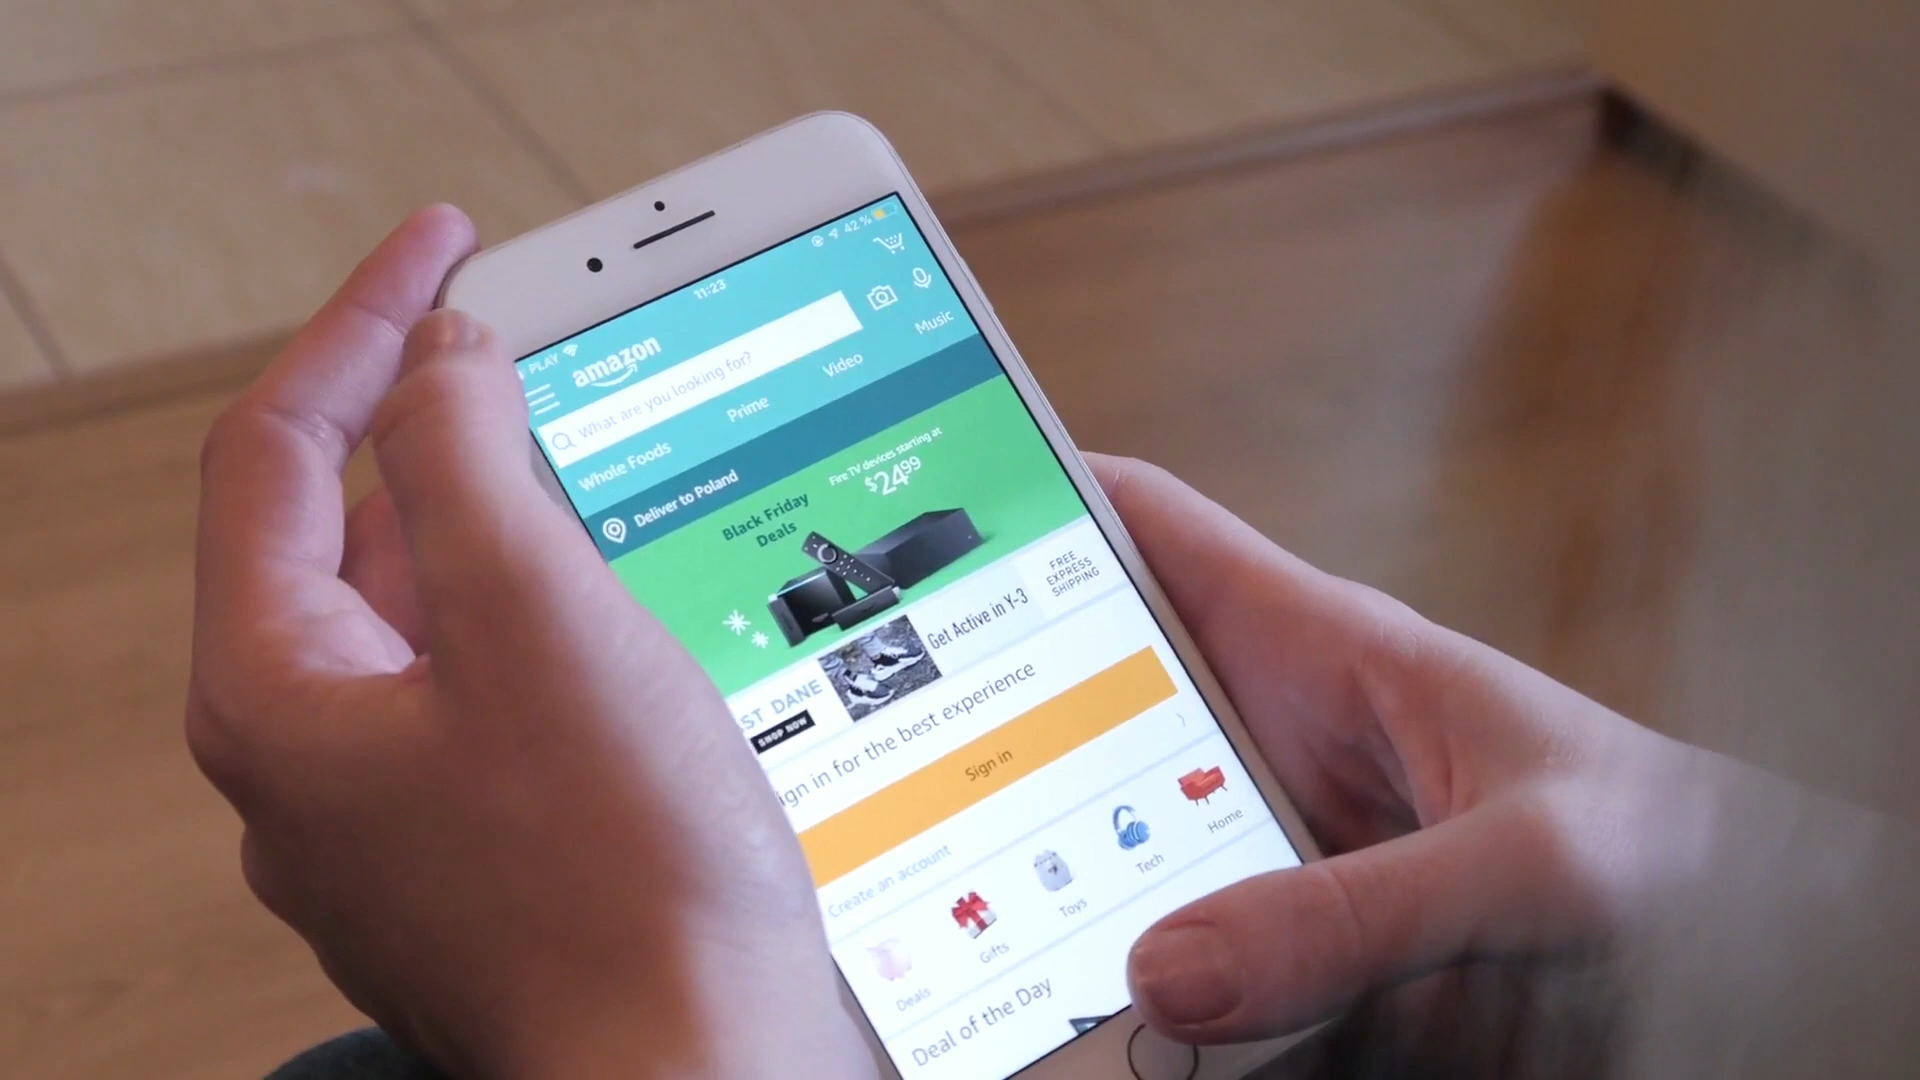 PLAY
11:23
42 %
amazon
What are you looking for?
Whole Foods
Prime
Video
Music
Deliver to Poland
Black Friday
Deals
Fire TV devices starting at
$2499
ST DANE
SHOP NOW
Get Active in Y-3
FREE
EXPRESS
SHIPPING
ign in for the best experience
Sign in
Create an account
Deals
Gifts
Toys
Tech
Home
Deal of the Day